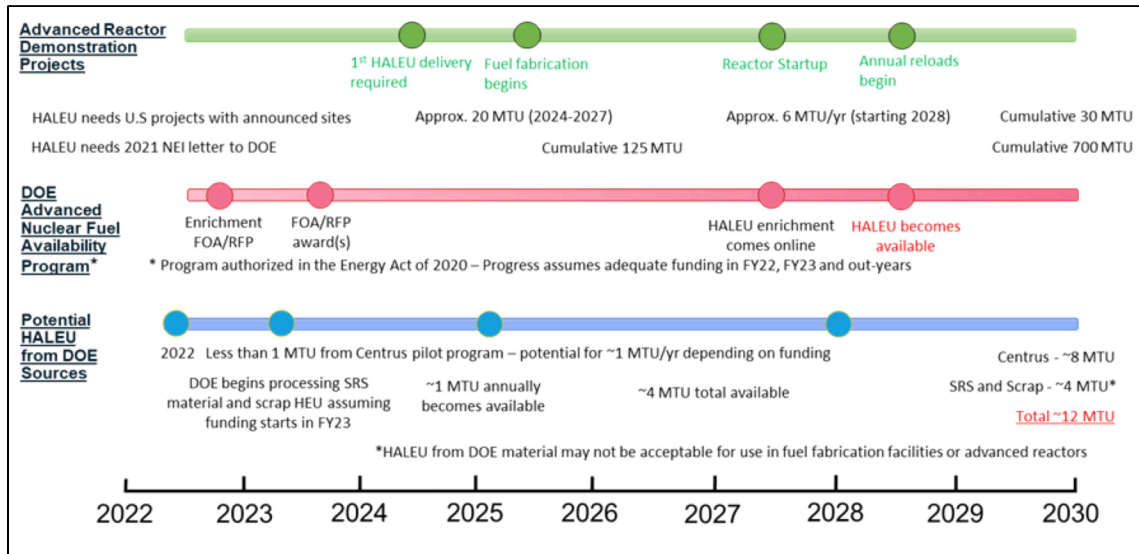 Advanced Reactor
Demonstration
Projects
1st HALEU delivery
required
Fuel fabrication
begins
Reactor Startup
Annual reloads
begin
HALEU needs U.S projects with announced sites
Approx. 20 MTU (2024-2027)
Approx. 6 MTU/yr (starting 2028)
Cumulative 30 MTU
HALEU needs 2021 NEI letter to DOE
Cumulative 125 MTU
Cumulative 700 MTU
DOE
Advanced
Nuclear Fuel
Availability
Program*
Enrichment
FOA/RFP
FOA/RFP
award(s)
HALEU enrichment
comes online
HALEU becomes
available
* Program authorized in the Energy Act of 2020 – Progress assumes adequate funding in FY22, FY23 and out-years
Potential
HALEU
from DOE
Sources
2022 Less than 1 MTU from Centrus pilot program – potential for ~1 MTU/yr depending on funding
Centrus - ~8 MTU
DOE begins processing SRS
material and scrap HEU assuming
funding starts in FY23
~1 MTU annually
becomes available
~4 MTU total available
SRS and Scrap - ~4 MTU*
Total ~12 MTU
*HALEU from DOE material may not be acceptable for use in fuel fabrication facilities or advanced reactors
2022 2023 2024 2025 2026 2027 2028 2029 2030